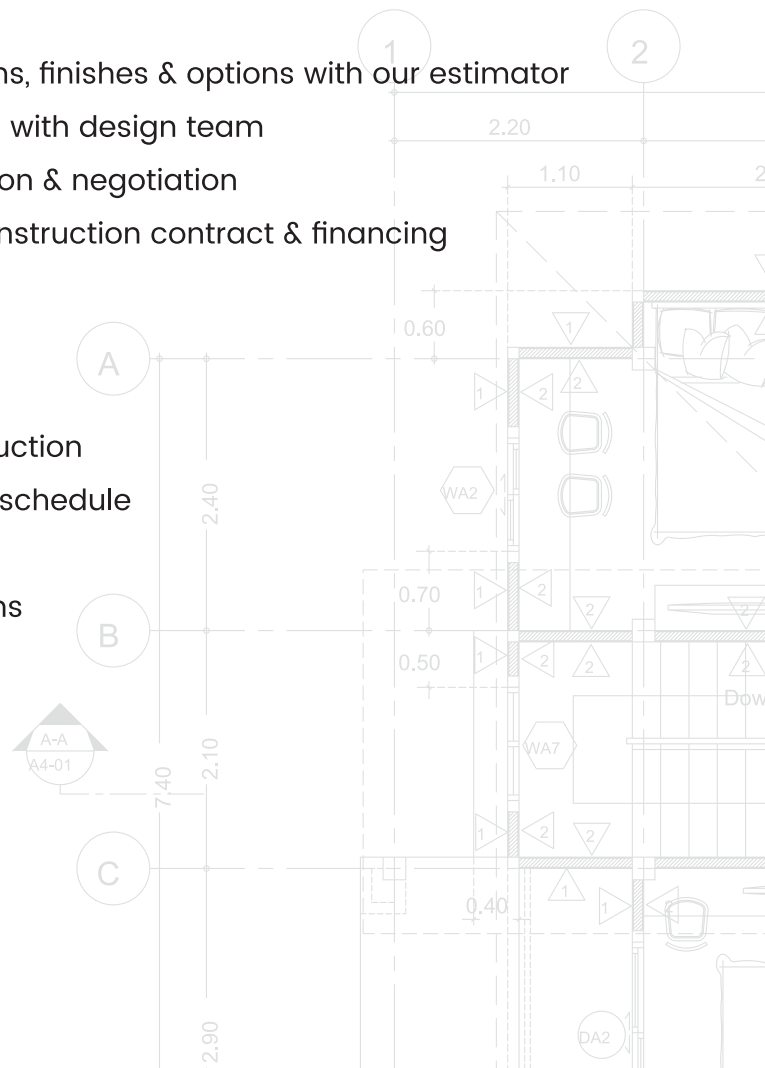 1 2
ns, finishes & options with our estimator
2.20
with design team
1.10 2
on & negotiation
nstruction contract & financing
0.60
1
A
2
1 2
uction
WA2
2.40
schedule
0.70
1 2
2 2
ns
B
0.50
1 2 2 2
Dow
A-A
A4-01
WA7
2.10
7.40
1 2 2
C
1
0.40
1 2
2.90
DA2